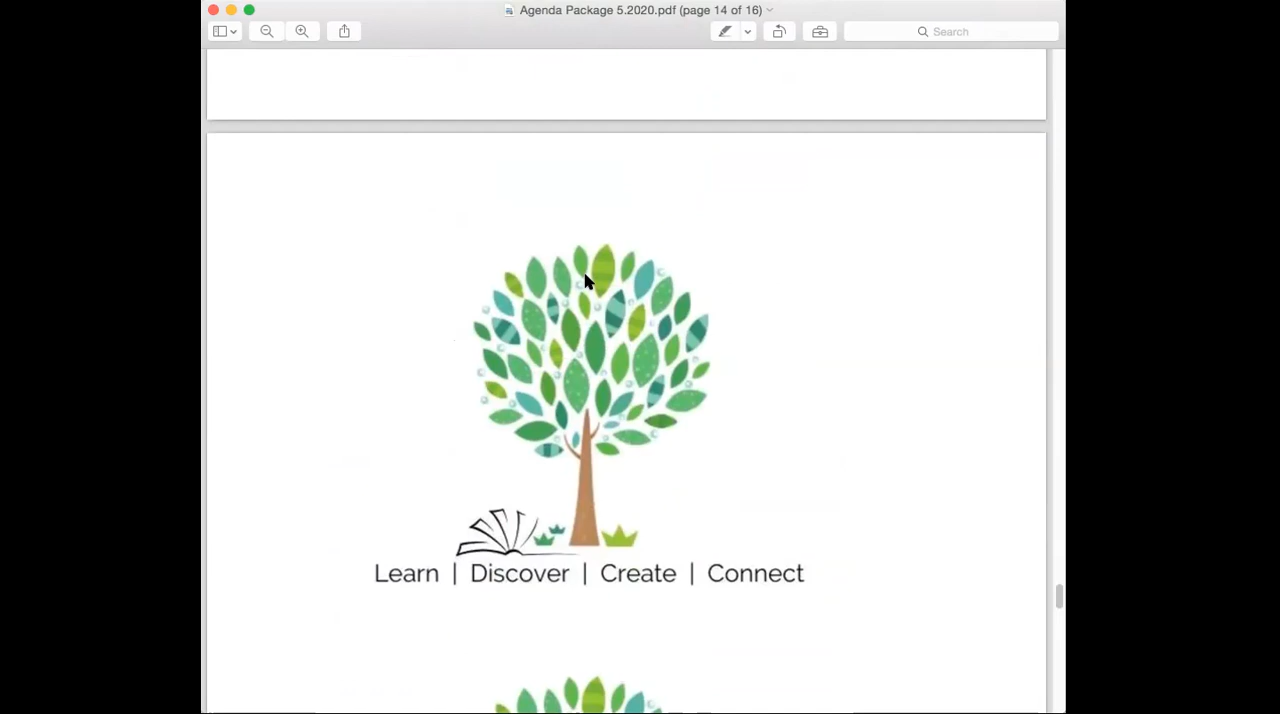 Agenda Package 5.2020.pdf (page 14 of 16)
Search
Learn | Discover | Create | Connect